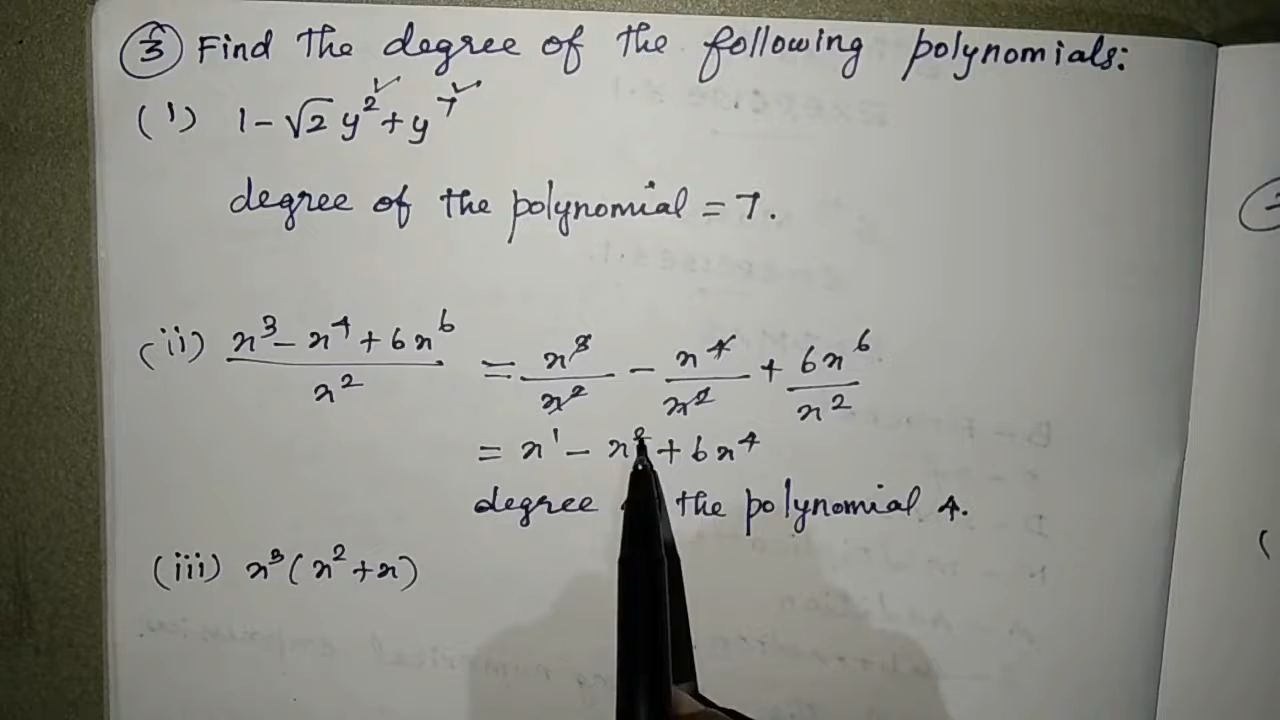 ③ Find the degree of the following polynomials:
(i) 1 - √2 y² + y⁷
degree of the polynomial = 7.
(ii) (x³ - x⁴ + 6x⁶)/x² = x³/x² - x⁴/x² + 6x⁶/x²
= x¹ - x² + 6x⁴
degree the polynomial 4.
(iii) x³(x² + x)